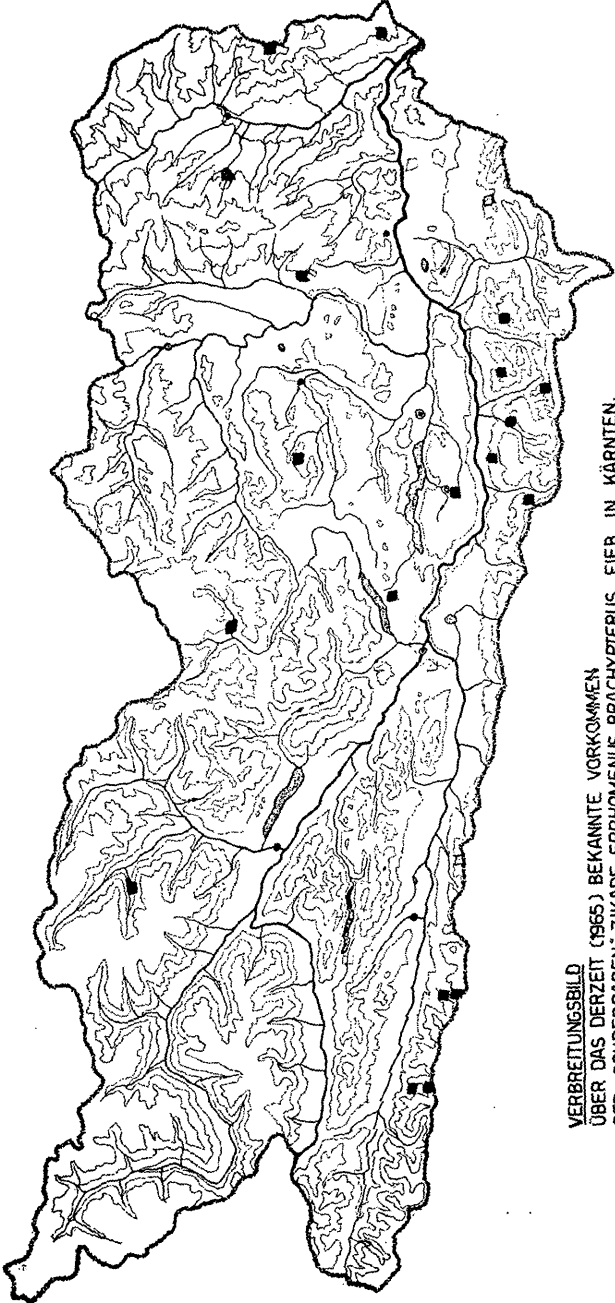 VERBREITUNGSBILD
ÜBER DAS DERZEIT (1965) BEKANNTE VORKOMMEN
DER „SONDERBAREN" ZIKADE ERRHOMENUS BRACHYPTERUS FIEB. IN KÄRNTEN.